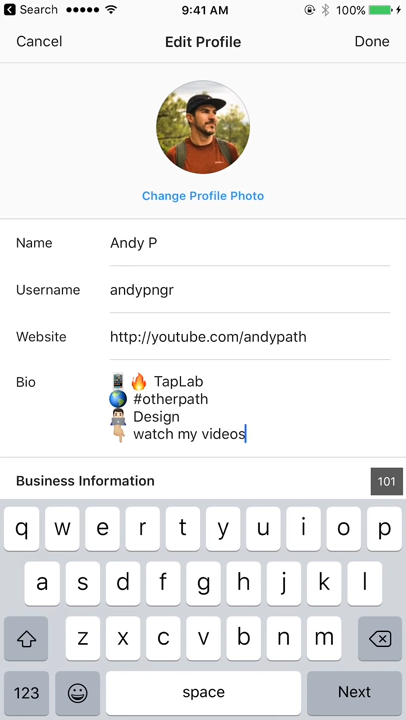 Search 9:41 AM 100%
Cancel Edit Profile Done
Change Profile Photo
Name Andy P
Username andypngr
Website http://youtube.com/andypath
Bio 📱🔥 TapLab
🌎 #otherpath
👨🏻‍💻 Design
👇🏼 watch my videos
Business Information 101
q w e r t y u i o p
a s d f g h j k l
z x c v b n m
123 space Next